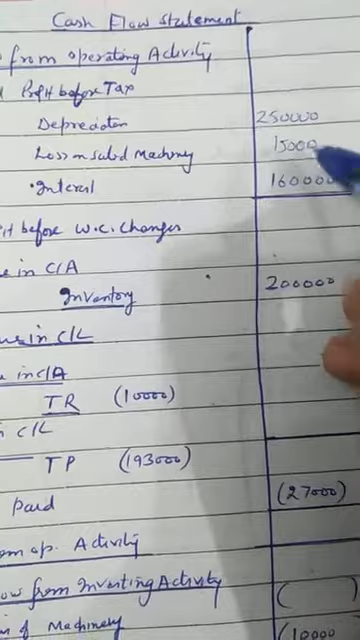 Cash Flow Statement
from operating Activity
Profit before Tax
Depreciation 250000
Loss on sale of Machinery 15000
Interest 160000
before W.C. Changes
in C/A
Inventory 200000
in C/L
in C/A
TR (10000)
in C/L
TP (193000)
paid (27000)
op. Activity
from Investing Activity ( )
of Machinery (10000